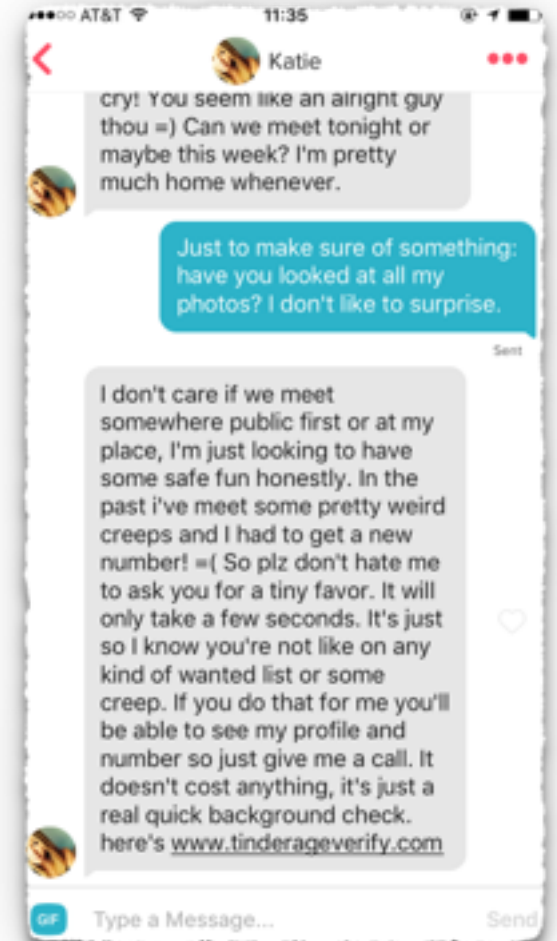 AT&T 11:35
Katie
cry! You seem like an alright guy
thou =) Can we meet tonight or
maybe this week? I'm pretty
much home whenever.
Just to make sure of something:
have you looked at all my
photos? I don't like to surprise.
Sent
I don't care if we meet
somewhere public first or at my
place, I'm just looking to have
some safe fun honestly. In the
past i've meet some pretty weird
creeps and I had to get a new
number! =( So plz don't hate me
to ask you for a tiny favor. It will
only take a few seconds. It's just
so I know you're not like on any
kind of wanted list or some
creep. If you do that for me you'll
be able to see my profile and
number so just give me a call. It
doesn't cost anything, it's just a
real quick background check.
here's www.tinderageverify.com
GIF Type a Message... Send